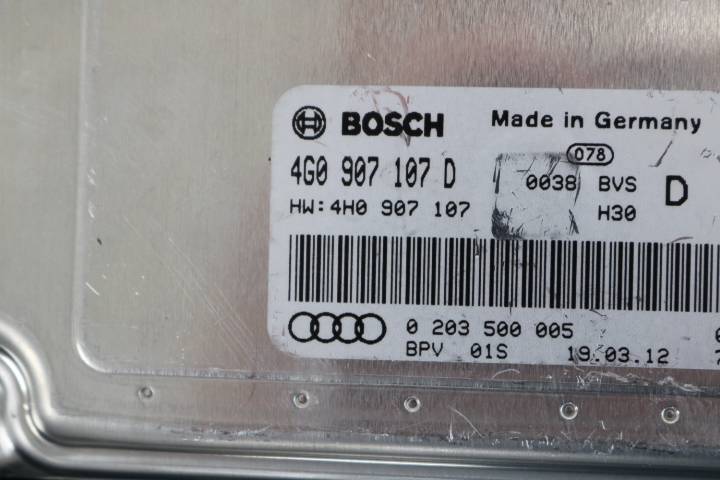 BOSCH Made in Germany
078
4G0 907 107 D 0038 BVS D
HW:4H0 907 107 H30
0 203 500 005
BPV 01S 19.03.12